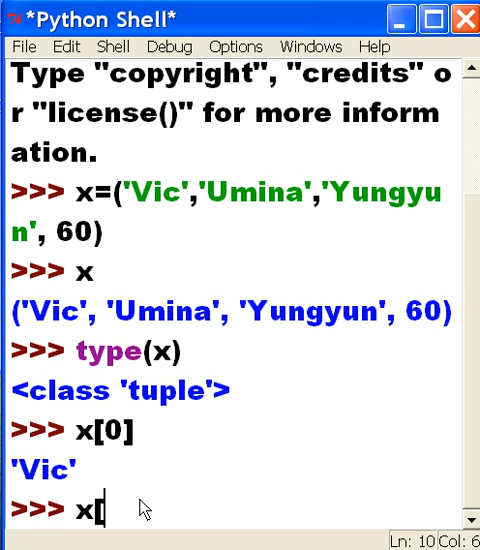 *Python Shell*
File Edit Shell Debug Options Windows Help
Type "copyright", "credits" o
r "license()" for more inform
ation.
>>> x=('Vic','Umina','Yungyu
n', 60)
>>> x
('Vic', 'Umina', 'Yungyun', 60)
>>> type(x)
<class 'tuple'>
>>> x[0]
'Vic'
>>> x[
Ln: 10 Col: 6